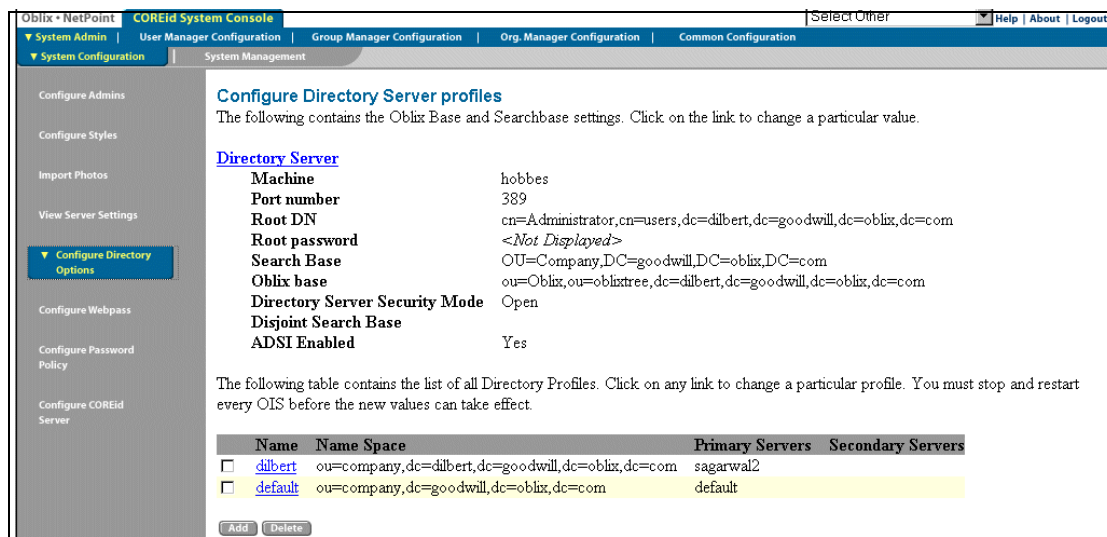 Oblix • NetPoint COREid System Console Select Other Help | About | Logout
▼ System Admin | User Manager Configuration | Group Manager Configuration | Org. Manager Configuration | Common Configuration
▼ System Configuration | System Management
Configure Admins
Configure Styles
Import Photos
View Server Settings
▼ Configure Directory
Options
Configure Webpass
Configure Password
Policy
Configure COREid
Server
Configure Directory Server profiles
The following contains the Oblix Base and Searchbase settings. Click on the link to change a particular value.
Directory Server
Machine hobbes
Port number 389
Root DN cn=Administrator,cn=users,dc=dilbert,dc=goodwill,dc=oblix,dc=com
Root password <Not Displayed>
Search Base OU=Company,DC=goodwill,DC=oblix,DC=com
Oblix base ou=Oblix,ou=oblixtree,dc=dilbert,dc=goodwill,dc=oblix,dc=com
Directory Server Security Mode Open
Disjoint Search Base
ADSI Enabled Yes
The following table contains the list of all Directory Profiles. Click on any link to change a particular profile. You must stop and restart
every OIS before the new values can take effect.
Name Name Space Primary Servers Secondary Servers
dilbert ou=company,dc=dilbert,dc=goodwill,dc=oblix,dc=com sagarwal2
default ou=company,dc=goodwill,dc=oblix,dc=com default
Add Delete